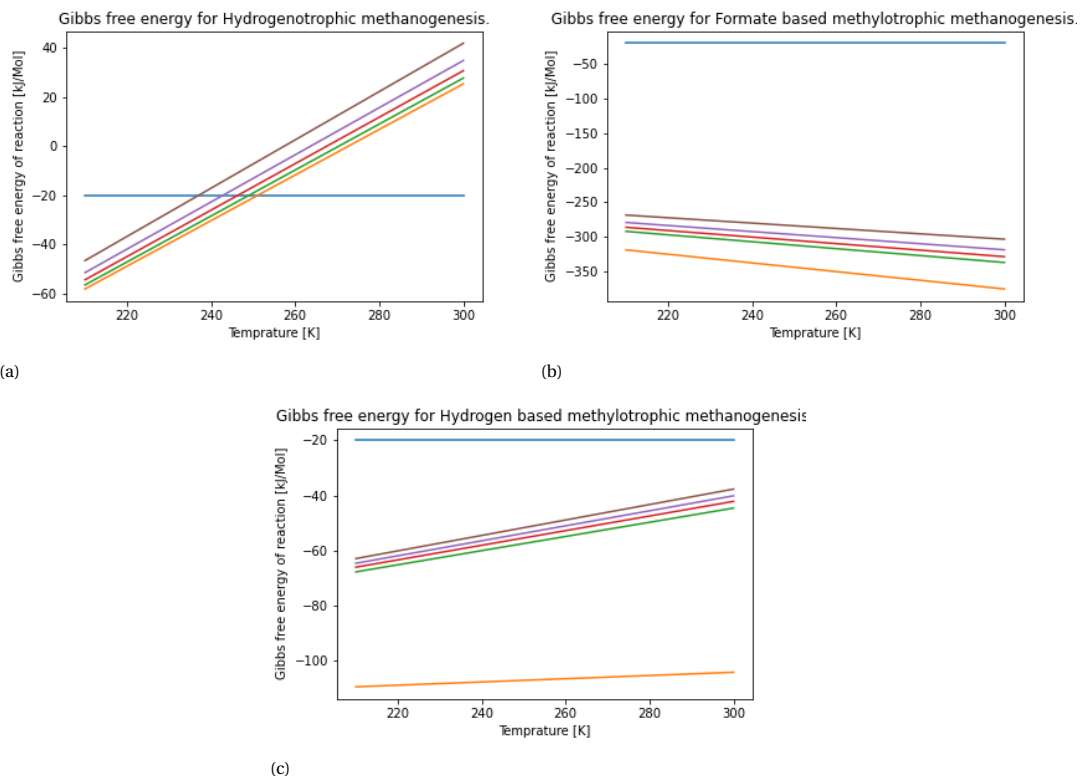 Gibbs free energy for Hydrogenotrophic methanogenesis.
Gibbs free energy of reaction [kJ/Mol]
40
20
0
−20
−40
−60
220
240
260
280
300
Temprature [K]
(a)
Gibbs free energy for Formate based methylotrophic methanogenesis.
Gibbs free energy of reaction [kJ/Mol]
−50
−100
−150
−200
−250
−300
−350
220
240
260
280
300
Temprature [K]
(b)
Gibbs free energy for Hydrogen based methylotrophic methanogenesis
Gibbs free energy of reaction [kJ/Mol]
−20
−40
−60
−80
−100
220
240
260
280
300
Temprature [K]
(c)